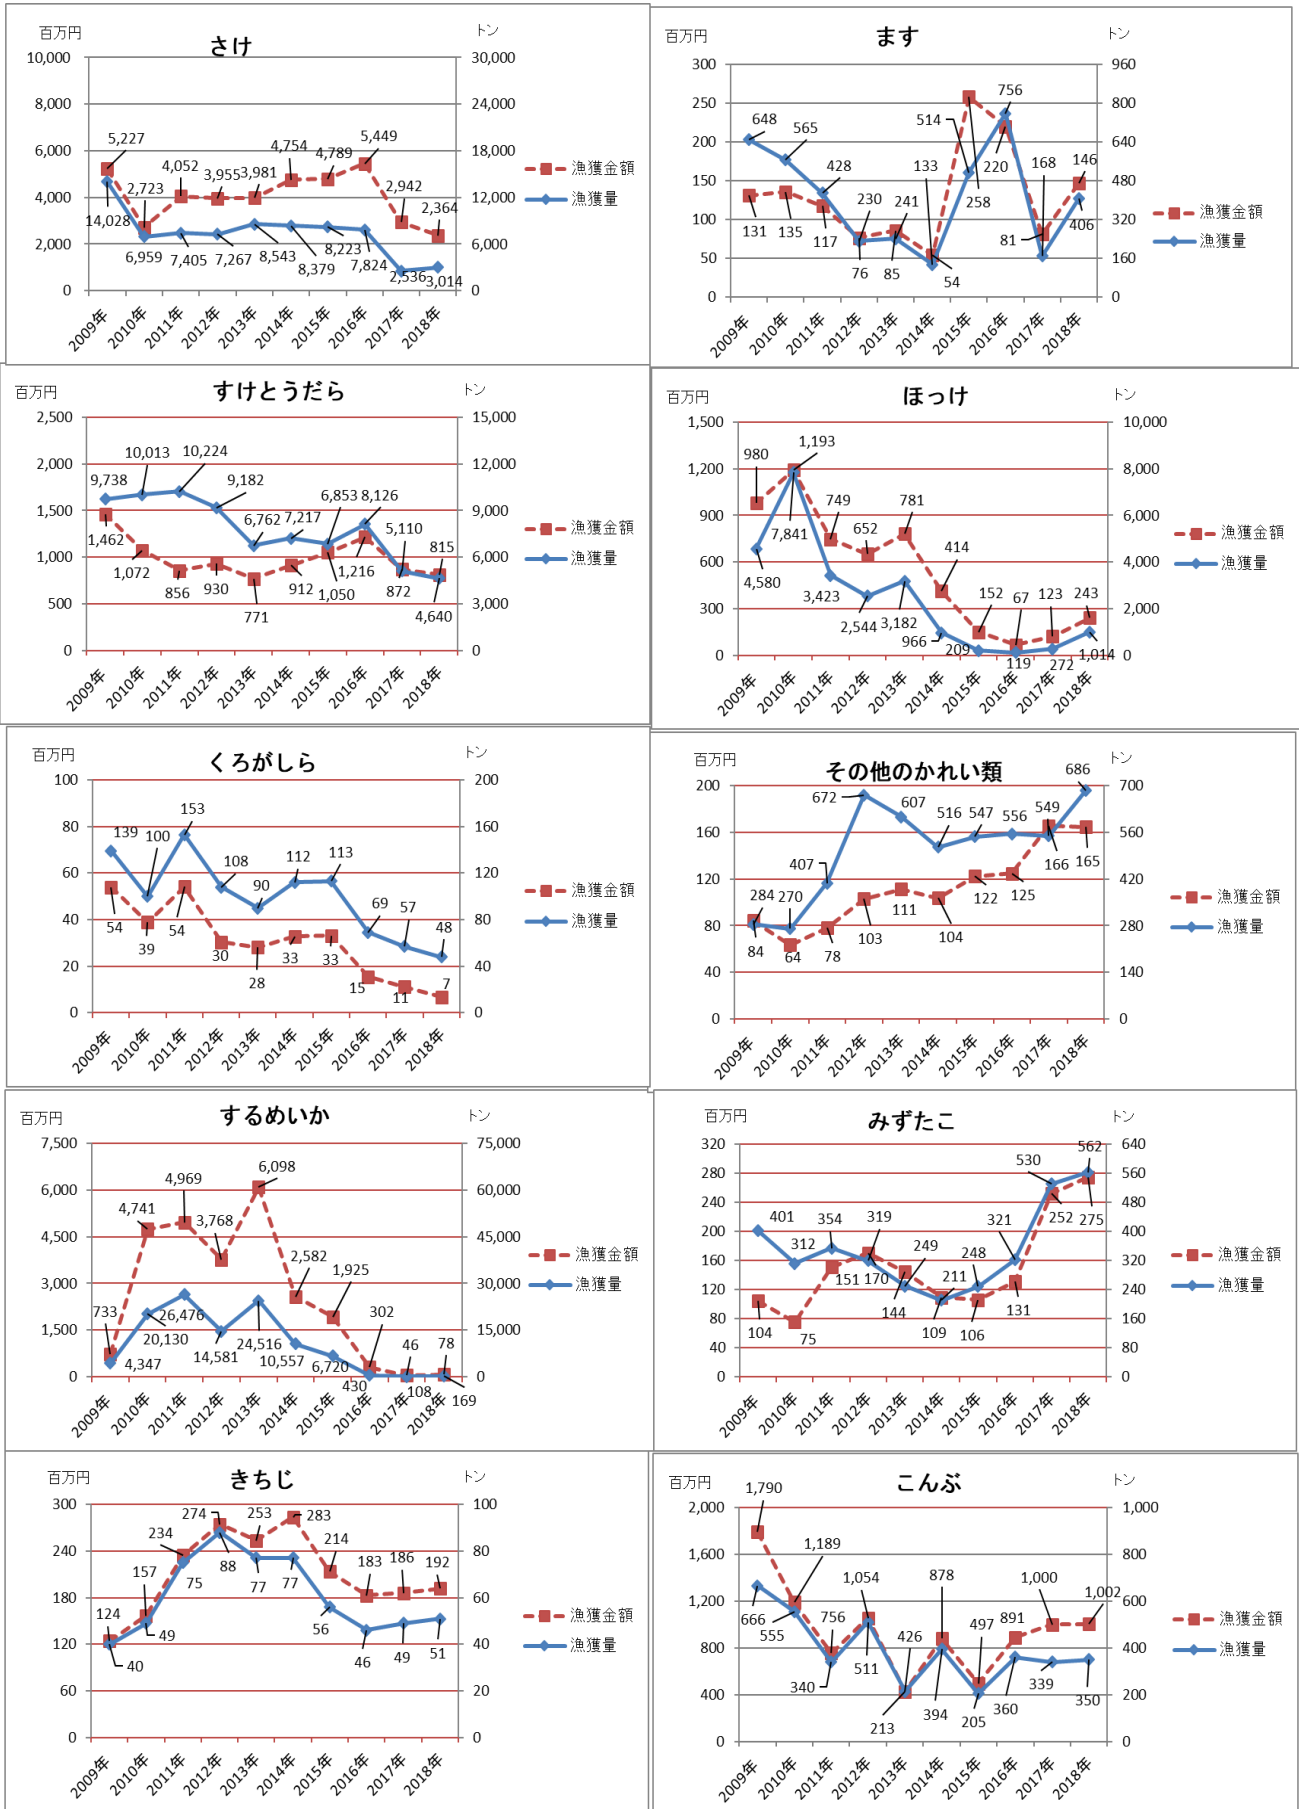 さけ
百万円
トン
10,000
8,000
6,000
4,000
2,000
0
30,000
24,000
18,000
12,000
6,000
0
5,227
2,723
4,052
3,955
3,981
4,754
4,789
5,449
2,942
2,364
14,028
6,959
7,405
7,267
8,543
8,379
8,223
7,824
2,536
3,014
漁獲金額
漁獲量
2009年
2010年
2011年
2012年
2013年
2014年
2015年
2016年
2017年
2018年
ます
百万円
トン
300
250
200
150
100
50
0
960
800
640
480
320
160
0
648
565
428
230
241
133
514
756
168
406
131
135
117
76
85
54
258
220
81
146
漁獲金額
漁獲量
2009年
2010年
2011年
2012年
2013年
2014年
2015年
2016年
2017年
2018年
すけとうだら
百万円
トン
2,500
2,000
1,500
1,000
500
0
15,000
12,000
9,000
6,000
3,000
0
9,738
10,013
10,224
9,182
6,762
7,217
6,853
8,126
5,110
4,640
1,462
1,072
856
930
771
912
1,050
1,216
872
815
漁獲金額
漁獲量
2009年
2010年
2011年
2012年
2013年
2014年
2015年
2016年
2017年
2018年
ほっけ
百万円
トン
1,500
1,200
900
600
300
0
10,000
8,000
6,000
4,000
2,000
0
980
1,193
749
652
781
414
152
67
123
243
4,580
7,841
3,423
2,544
3,182
966
209
119
272
1,014
漁獲金額
漁獲量
2009年
2010年
2011年
2012年
2013年
2014年
2015年
2016年
2017年
2018年
くろがしら
百万円
トン
100
80
60
40
20
0
200
160
120
80
40
0
139
100
153
108
90
112
113
69
57
48
54
39
54
30
28
33
33
15
11
7
漁獲金額
漁獲量
2009年
2010年
2011年
2012年
2013年
2014年
2015年
2016年
2017年
2018年
その他のかれい類
百万円
トン
200
160
120
80
40
0
700
560
420
280
140
0
284
270
407
672
607
516
547
556
549
686
84
64
78
103
111
104
122
125
166
165
漁獲金額
漁獲量
2009年
2010年
2011年
2012年
2013年
2014年
2015年
2016年
2017年
2018年
するめいか
百万円
トン
7,500
6,000
4,500
3,000
1,500
0
75,000
60,000
45,000
30,000
15,000
0
733
4,741
4,969
3,768
6,098
2,582
1,925
302
46
78
4,347
20,130
26,476
14,581
24,516
10,557
6,720
430
108
169
漁獲金額
漁獲量
2009年
2010年
2011年
2012年
2013年
2014年
2015年
2016年
2017年
2018年
みずたこ
百万円
トン
320
280
240
200
160
120
80
40
0
640
560
480
400
320
240
160
80
0
401
312
354
319
249
211
248
321
530
562
104
75
151
170
144
109
106
131
252
275
漁獲金額
漁獲量
2009年
2010年
2011年
2012年
2013年
2014年
2015年
2016年
2017年
2018年
きちじ
百万円
トン
300
240
180
120
60
0
100
80
60
40
20
0
124
157
234
274
253
283
214
183
186
192
40
49
75
88
77
77
56
46
49
51
漁獲金額
漁獲量
2009年
2010年
2011年
2012年
2013年
2014年
2015年
2016年
2017年
2018年
こんぶ
百万円
トン
2,000
1,600
1,200
800
400
0
1,000
800
600
400
200
0
1,790
1,189
756
1,054
426
878
497
891
1,000
1,002
666
555
340
511
213
394
205
360
339
350
漁獲金額
漁獲量
2009年
2010年
2011年
2012年
2013年
2014年
2015年
2016年
2017年
2018年